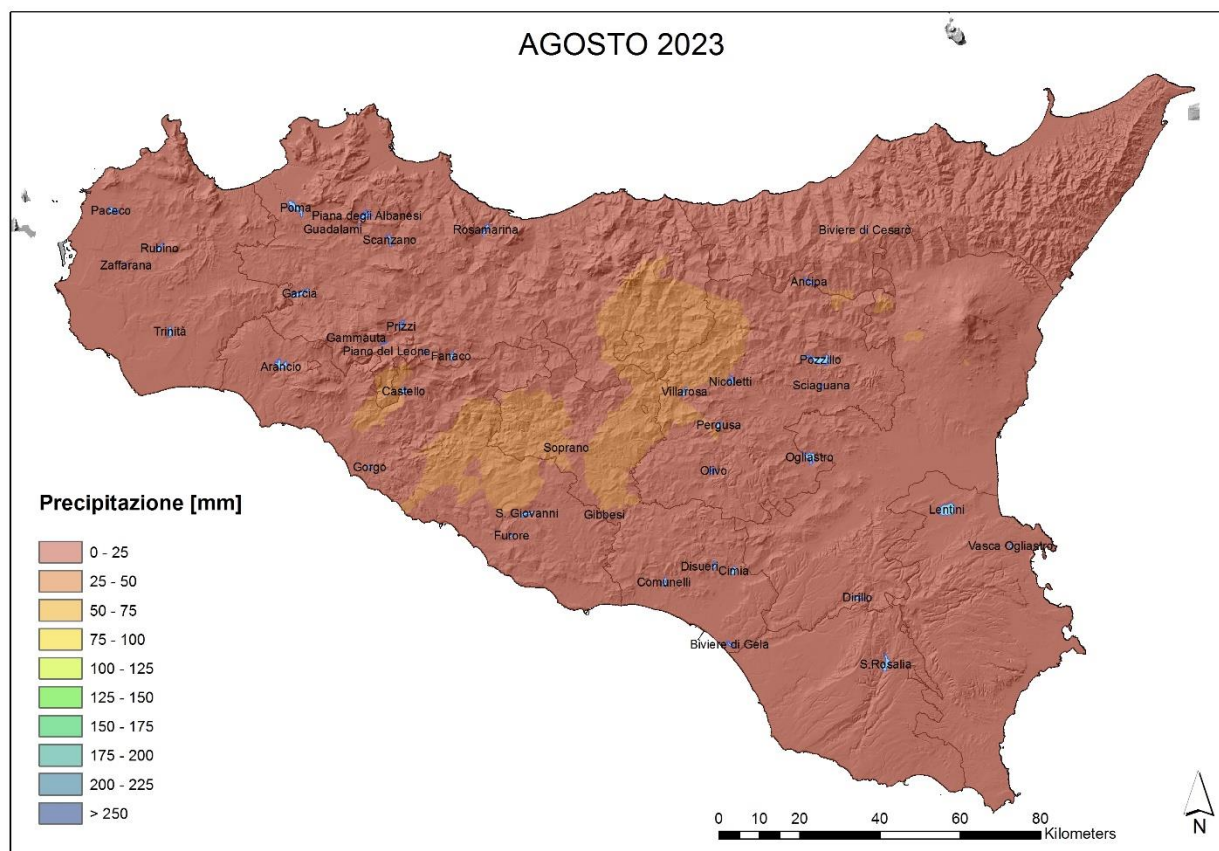 AGOSTO 2023
Paceco
Poma
Piana degli Albanesi
Guadalami
Scanzano
Rosamarina
Biviere di Cesarò
Rubino
Zaffarana
Ancipa
Garcia
Trinità
Prizzi
Gammauta
Piano del Leone
Fanaco
Arancio
Pozzillo
Castello
Villarosa
Nicoletti
Sciaguana
Pergusa
Soprano
Gorgo
Olivo
Ogliastro
S. Giovanni
Gibbesi
Furore
Lentini
Vasca Ogliastro
Disueri
Cimia
Comunelli
Dirillo
Biviere di Gela
S.Rosalia
Precipitazione [mm]
0 - 25
25 - 50
50 - 75
75 - 100
100 - 125
125 - 150
150 - 175
175 - 200
200 - 225
> 250
0 10 20 40 60 80
Kilometers
N